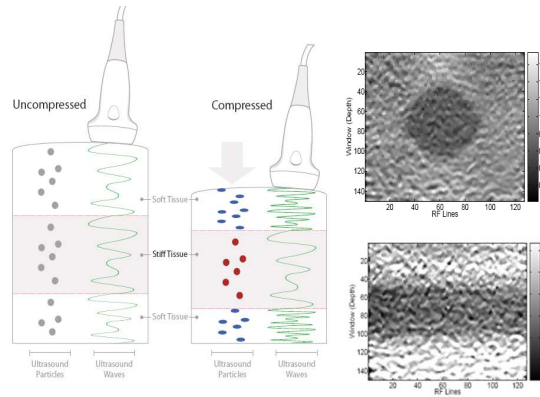 Uncompressed
Compressed
Soft Tissue
Stiff Tissue
Soft Tissue
Ultrasound
Particles
Ultrasound
Waves
Ultrasound
Particles
Ultrasound
Waves
Window (Depth)
20
40
60
80
100
120
140
20 40 60 80 100 120
RF Lines
Window (Depth)
20
40
60
80
100
120
140
20 40 60 80 100 120
RF Lines